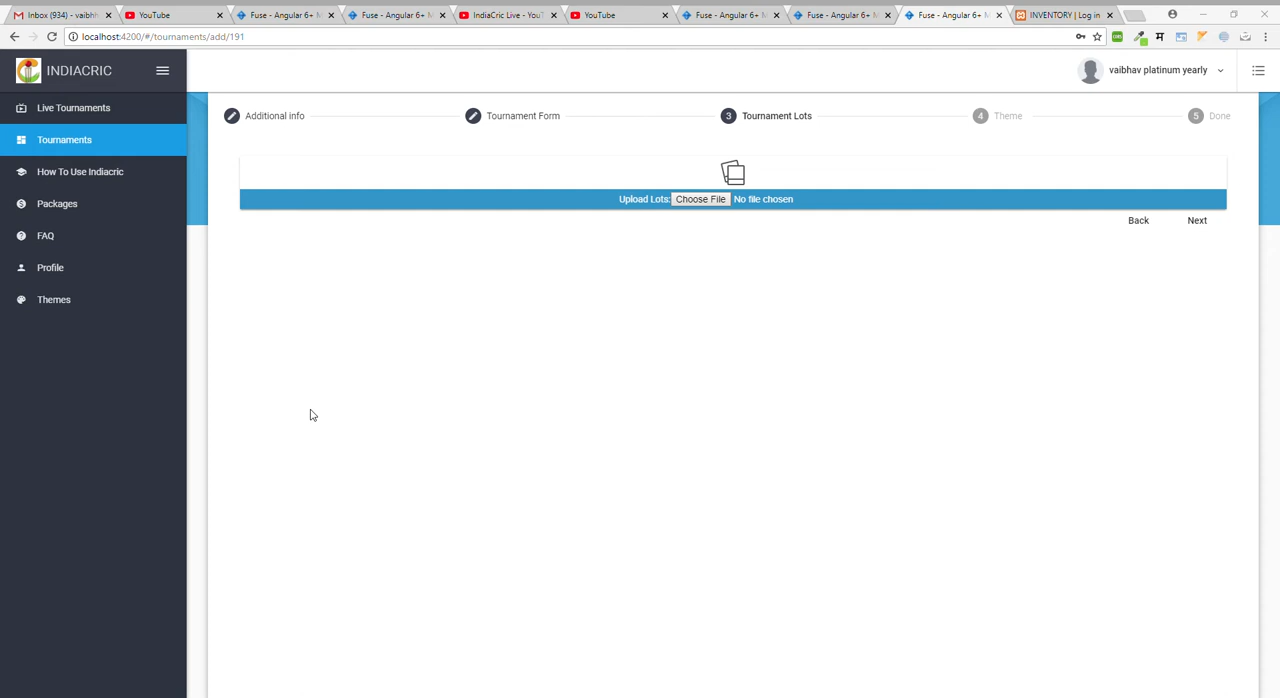 Inbox (934) - vaibhh
YouTube
Fuse - Angular 6+ M
Fuse - Angular 6+ M
IndiaCric Live - YouT
YouTube
Fuse - Angular 6+ M
Fuse - Angular 6+ M
Fuse - Angular 6+ M
INVENTORY | Log in
localhost:4200/#/tournaments/add/191
INDIACRIC
vaibhav platinum yearly
Live Tournaments
Tournaments
How To Use Indiacric
Packages
FAQ
Profile
Themes
Additional info
Tournament Form
3 Tournament Lots
4 Theme
5 Done
Upload Lots: Choose File No file chosen
Back Next